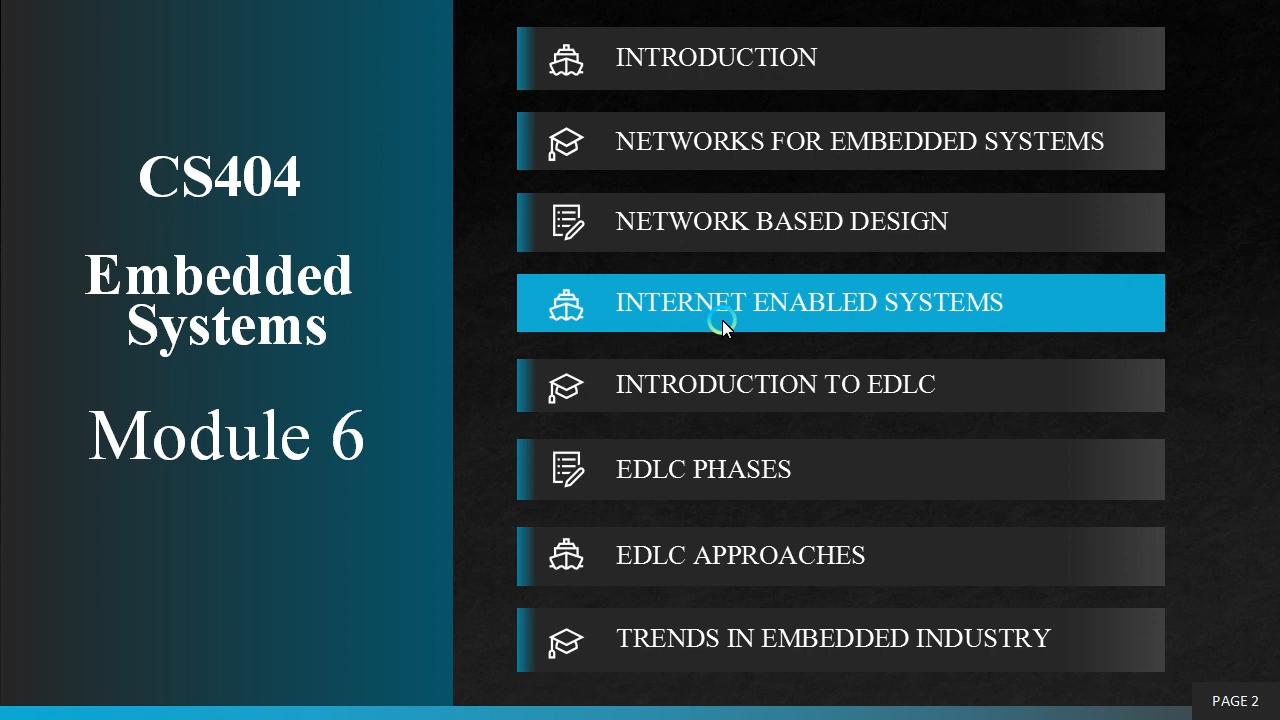 CS404
Embedded
Systems
Module 6
INTRODUCTION
NETWORKS FOR EMBEDDED SYSTEMS
NETWORK BASED DESIGN
INTERNET ENABLED SYSTEMS
INTRODUCTION TO EDLC
EDLC PHASES
EDLC APPROACHES
TRENDS IN EMBEDDED INDUSTRY
PAGE 2